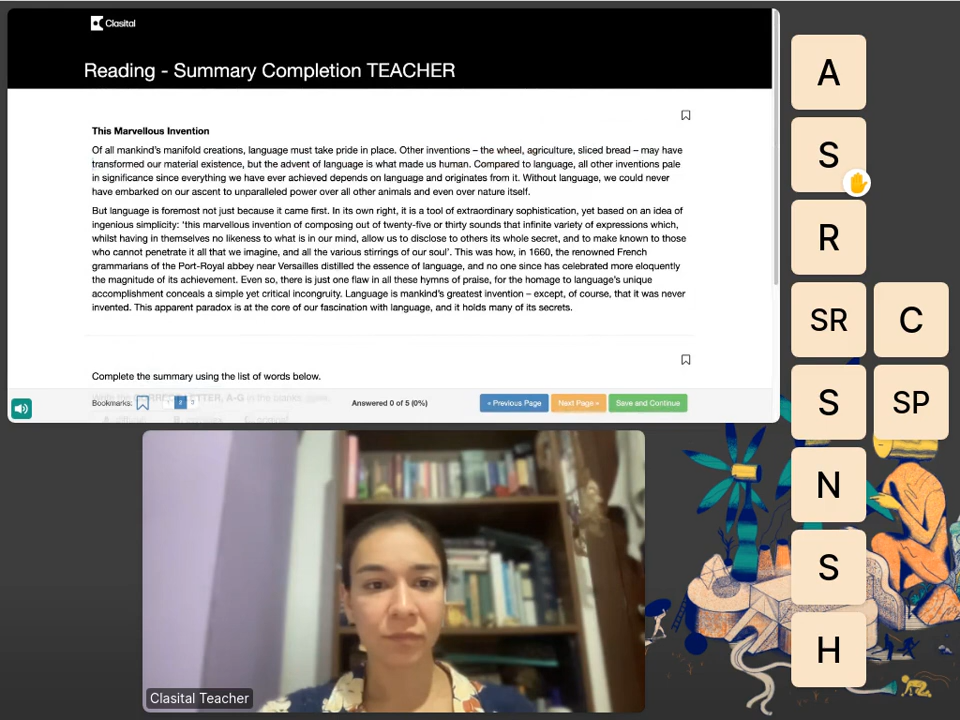 Clasital
Reading - Summary Completion TEACHER
This Marvellous Invention
Of all mankind's manifold creations, language must take pride in place. Other inventions – the wheel, agriculture, sliced bread – may have
transformed our material existence, but the advent of language is what made us human. Compared to language, all other inventions pale
in significance since everything we have ever achieved depends on language and originates from it. Without language, we could never
have embarked on our ascent to unparalleled power over all other animals and even over nature itself.
But language is foremost not just because it came first. In its own right, it is a tool of extraordinary sophistication, yet based on an idea of
ingenious simplicity: 'this marvellous invention of composing out of twenty-five or thirty sounds that infinite variety of expressions which,
whilst having in themselves no likeness to what is in our mind, allow us to disclose to others its whole secret, and to make known to those
who cannot penetrate it all that we imagine, and all the various stirrings of our soul'. This was how, in 1660, the renowned French
grammarians of the Port-Royal abbey near Versailles distilled the essence of language, and no one since has celebrated more eloquently
the magnitude of its achievement. Even so, there is just one flaw in all these hymns of praise, for the homage to language's unique
accomplishment conceals a simple yet critical incongruity. Language is mankind's greatest invention – except, of course, that it was never
invented. This apparent paradox is at the core of our fascination with language, and it holds many of its secrets.
Complete the summary using the list of words below.
Bookmarks:
Answered 0 of 5 (0%)
« Previous Page
Next Page »
Save and Continue
Clasital Teacher
A
S
R
SR
C
S
SP
N
S
H